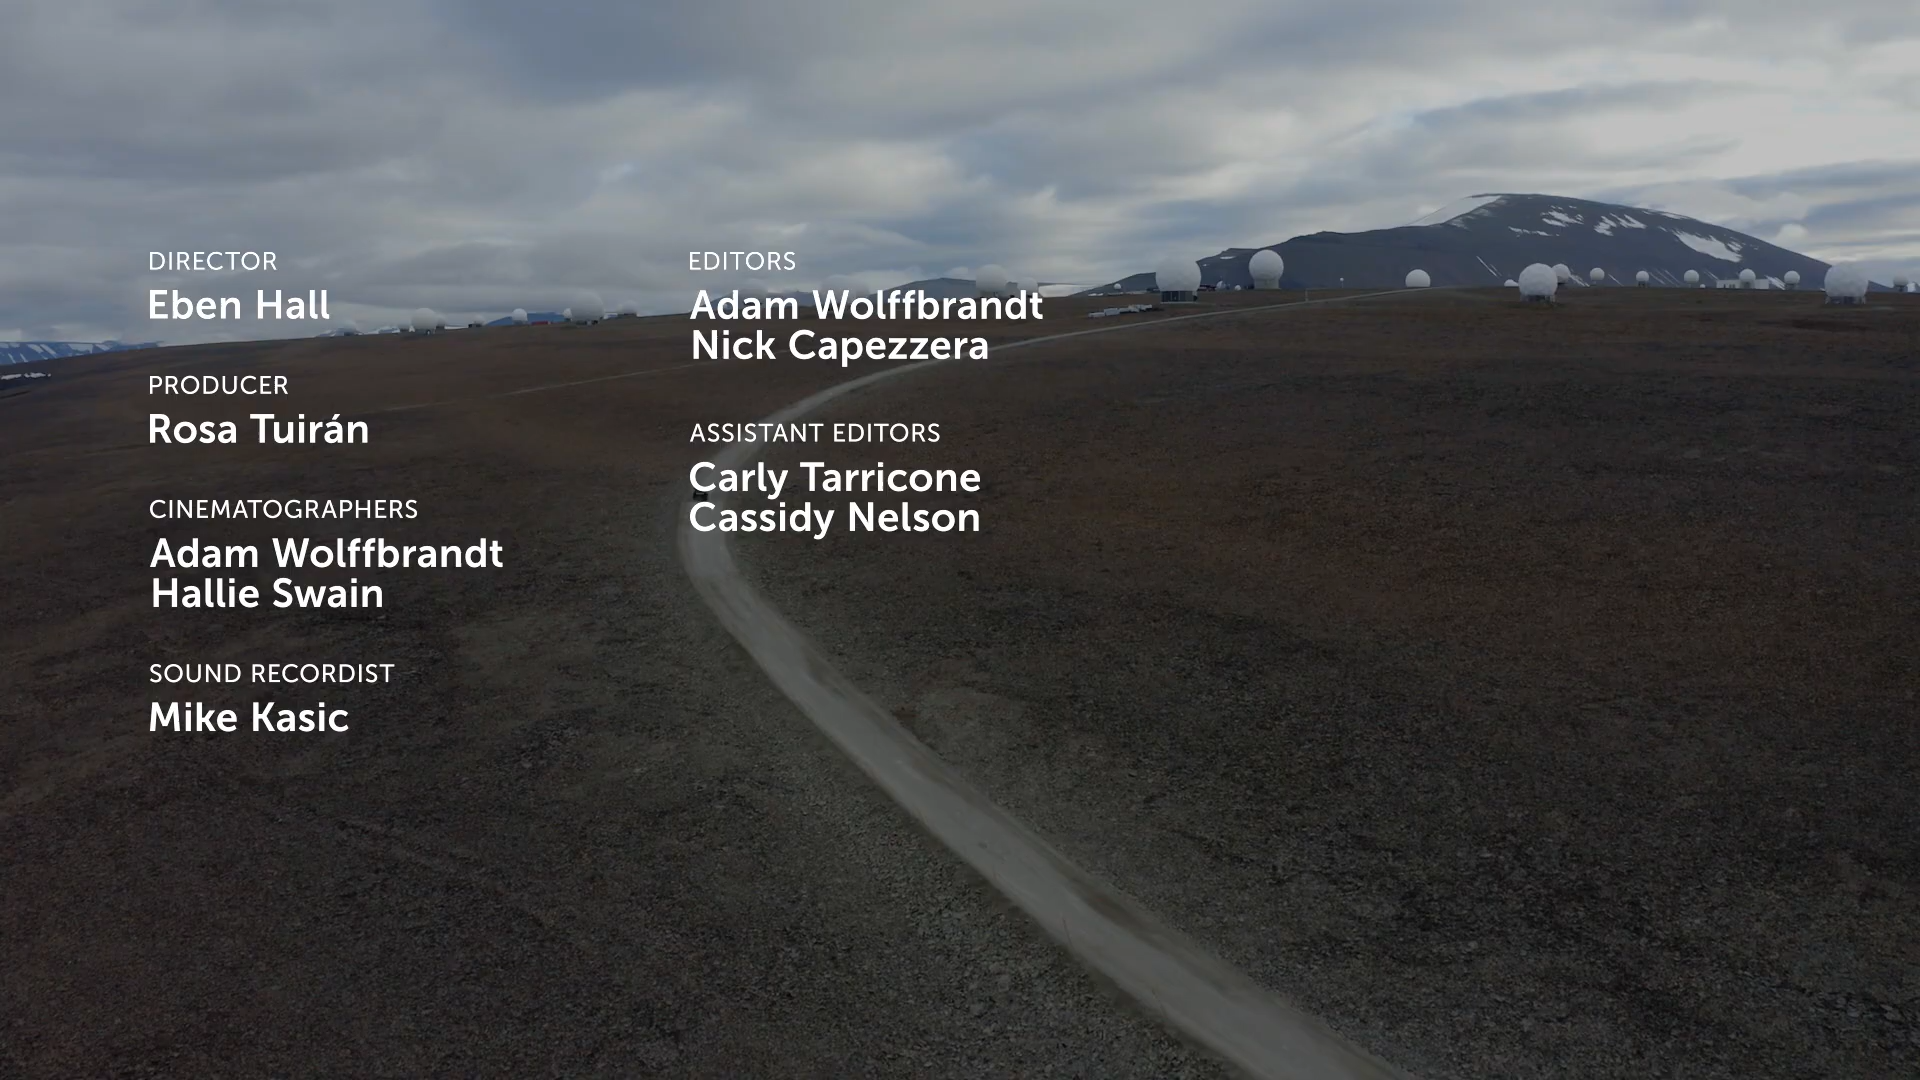 DIRECTOR
Eben Hall
PRODUCER
Rosa Tuirán
CINEMATOGRAPHERS
Adam Wolffbrandt
Hallie Swain
SOUND RECORDIST
Mike Kasic
EDITORS
Adam Wolffbrandt
Nick Capezzera
ASSISTANT EDITORS
Carly Tarricone
Cassidy Nelson